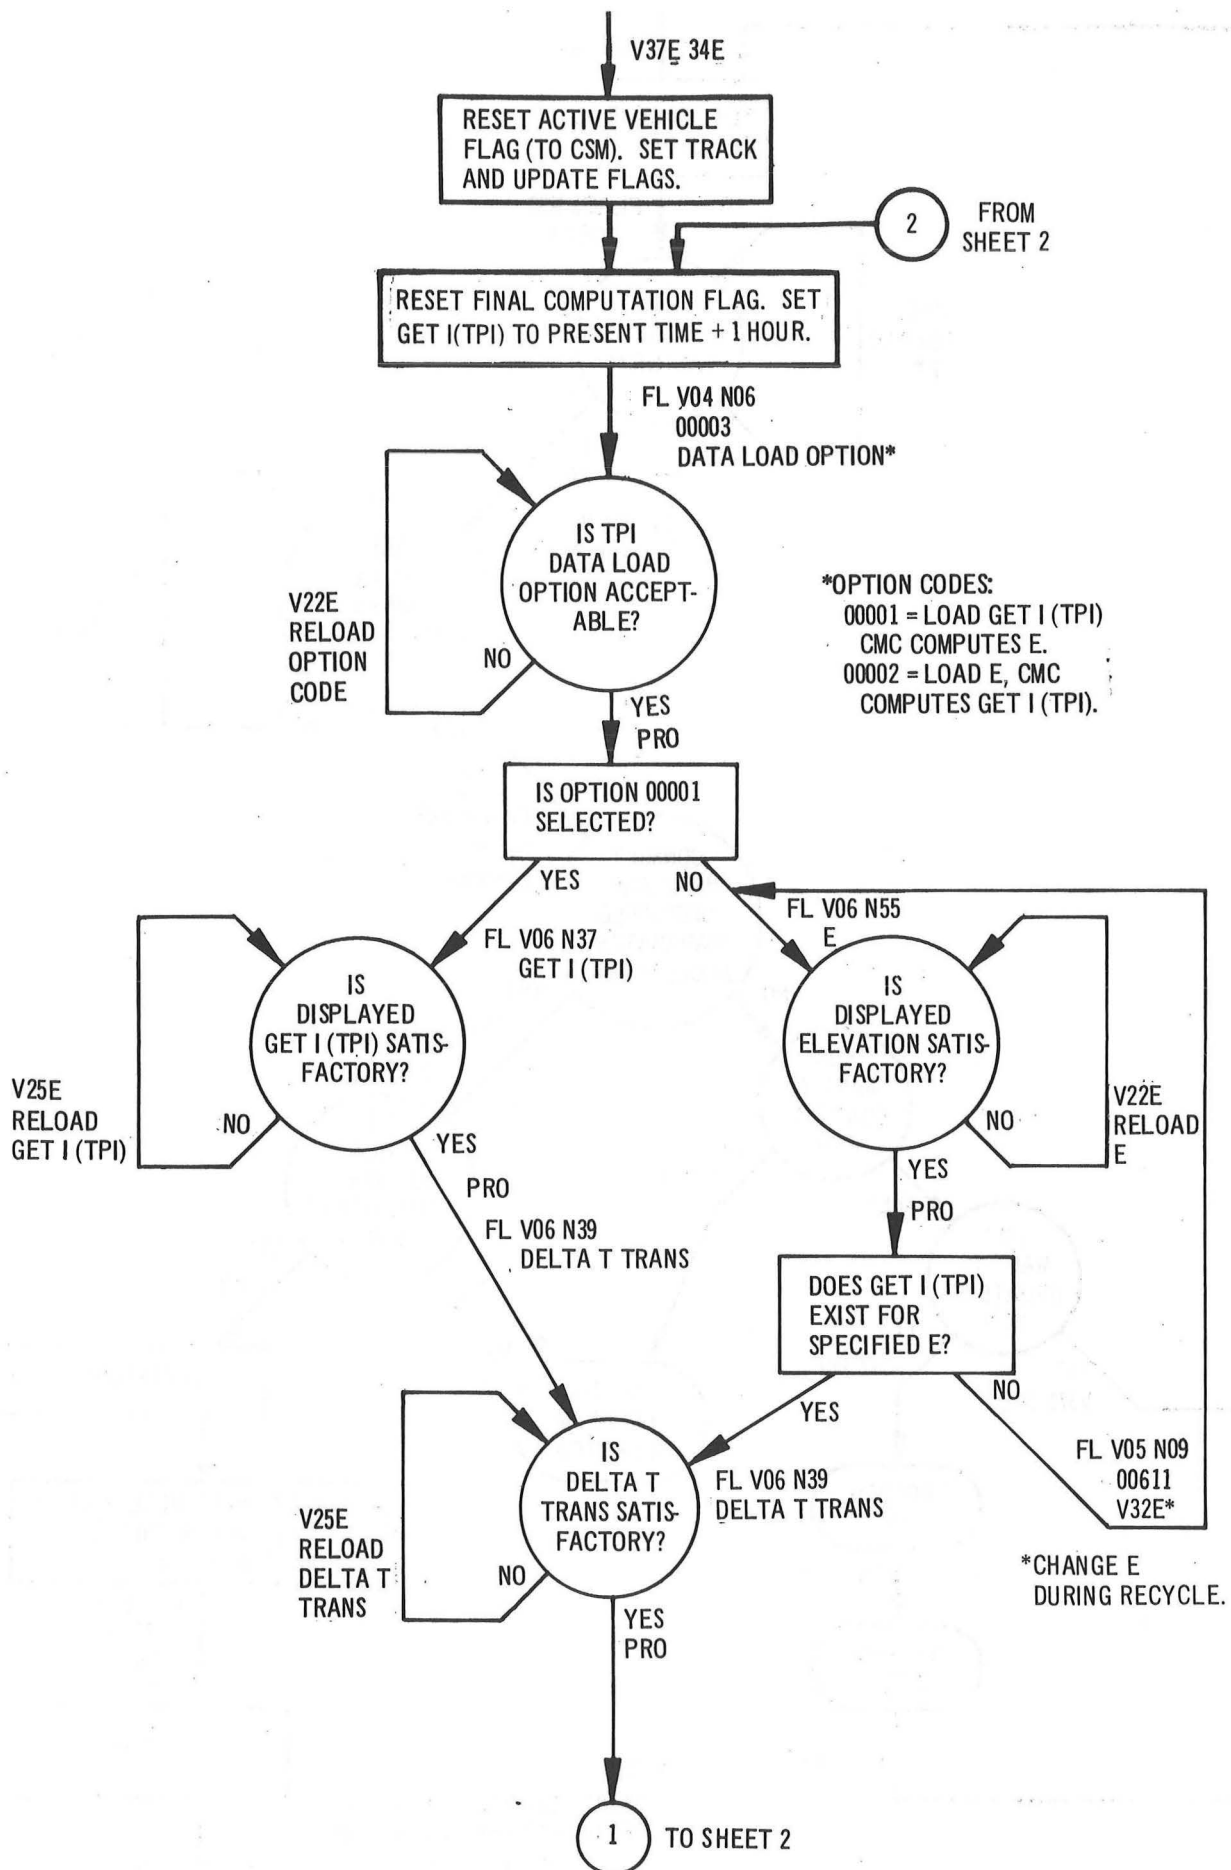 V37E 34E
RESET ACTIVE VEHICLE
FLAG (TO CSM). SET TRACK
AND UPDATE FLAGS.
2
FROM
SHEET 2
RESET FINAL COMPUTATION FLAG. SET
GET I(TPI) TO PRESENT TIME + 1 HOUR.
FL V04 N06
00003
DATA LOAD OPTION*
IS TPI
DATA LOAD
OPTION ACCEPT-
ABLE?
V22E
RELOAD
OPTION
CODE
NO
*OPTION CODES:
00001 = LOAD GET I (TPI)
CMC COMPUTES E.
00002 = LOAD E, CMC
COMPUTES GET I (TPI).
YES
PRO
IS OPTION 00001
SELECTED?
YES
NO
FL V06 N37
GET I (TPI)
FL V06 N55
E
IS
DISPLAYED
GET I (TPI) SATIS-
FACTORY?
V25E
RELOAD
GET I (TPI)
NO
YES
PRO
IS
DISPLAYED
ELEVATION SATIS-
FACTORY?
V22E
RELOAD
E
NO
YES
PRO
FL V06 N39
DELTA T TRANS
DOES GET I (TPI)
EXIST FOR
SPECIFIED E?
YES
NO
FL V05 N09
00611
V32E*
FL V06 N39
DELTA T TRANS
IS
DELTA T
TRANS SATIS-
FACTORY?
V25E
RELOAD
DELTA T
TRANS
NO
*CHANGE E
DURING RECYCLE.
YES
PRO
1
TO SHEET 2